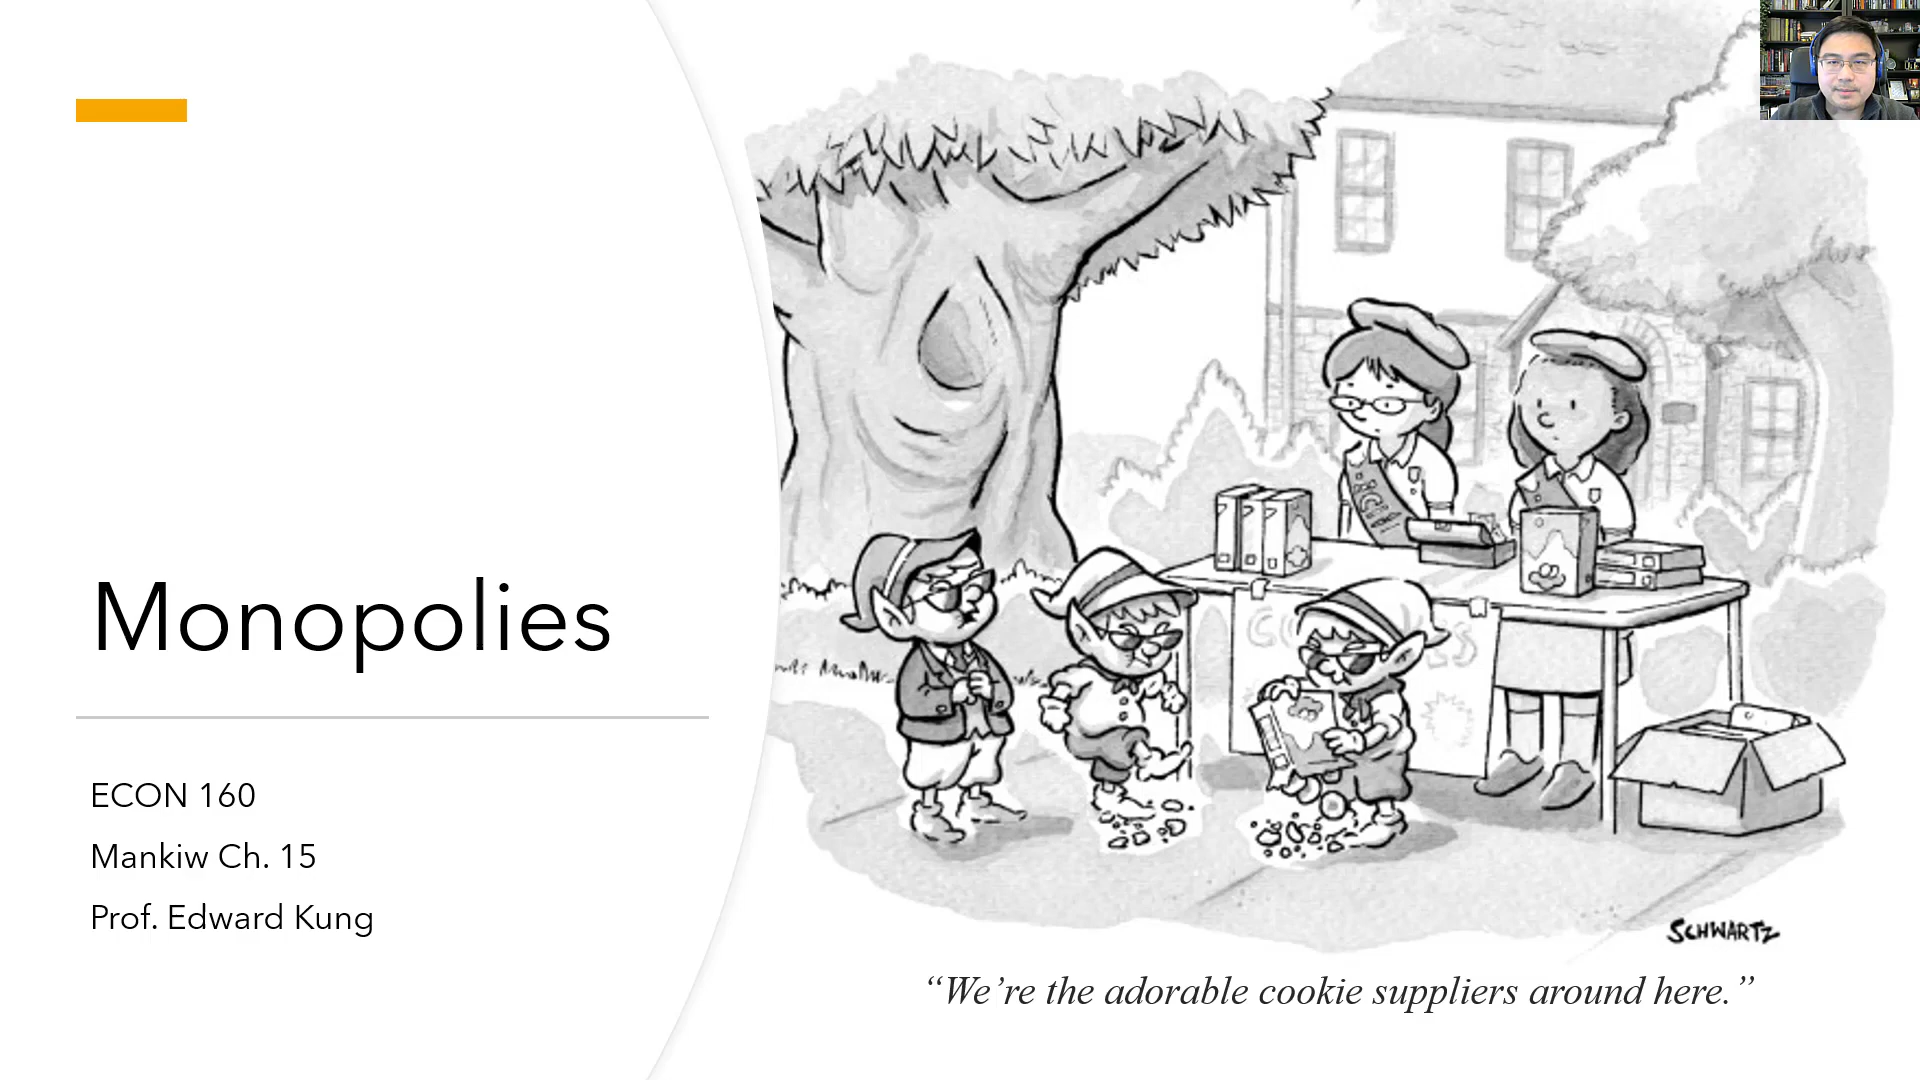 Monopolies
ECON 160
Mankiw Ch. 15
Prof. Edward Kung
SCHWARTZ
“We’re the adorable cookie suppliers around here.”